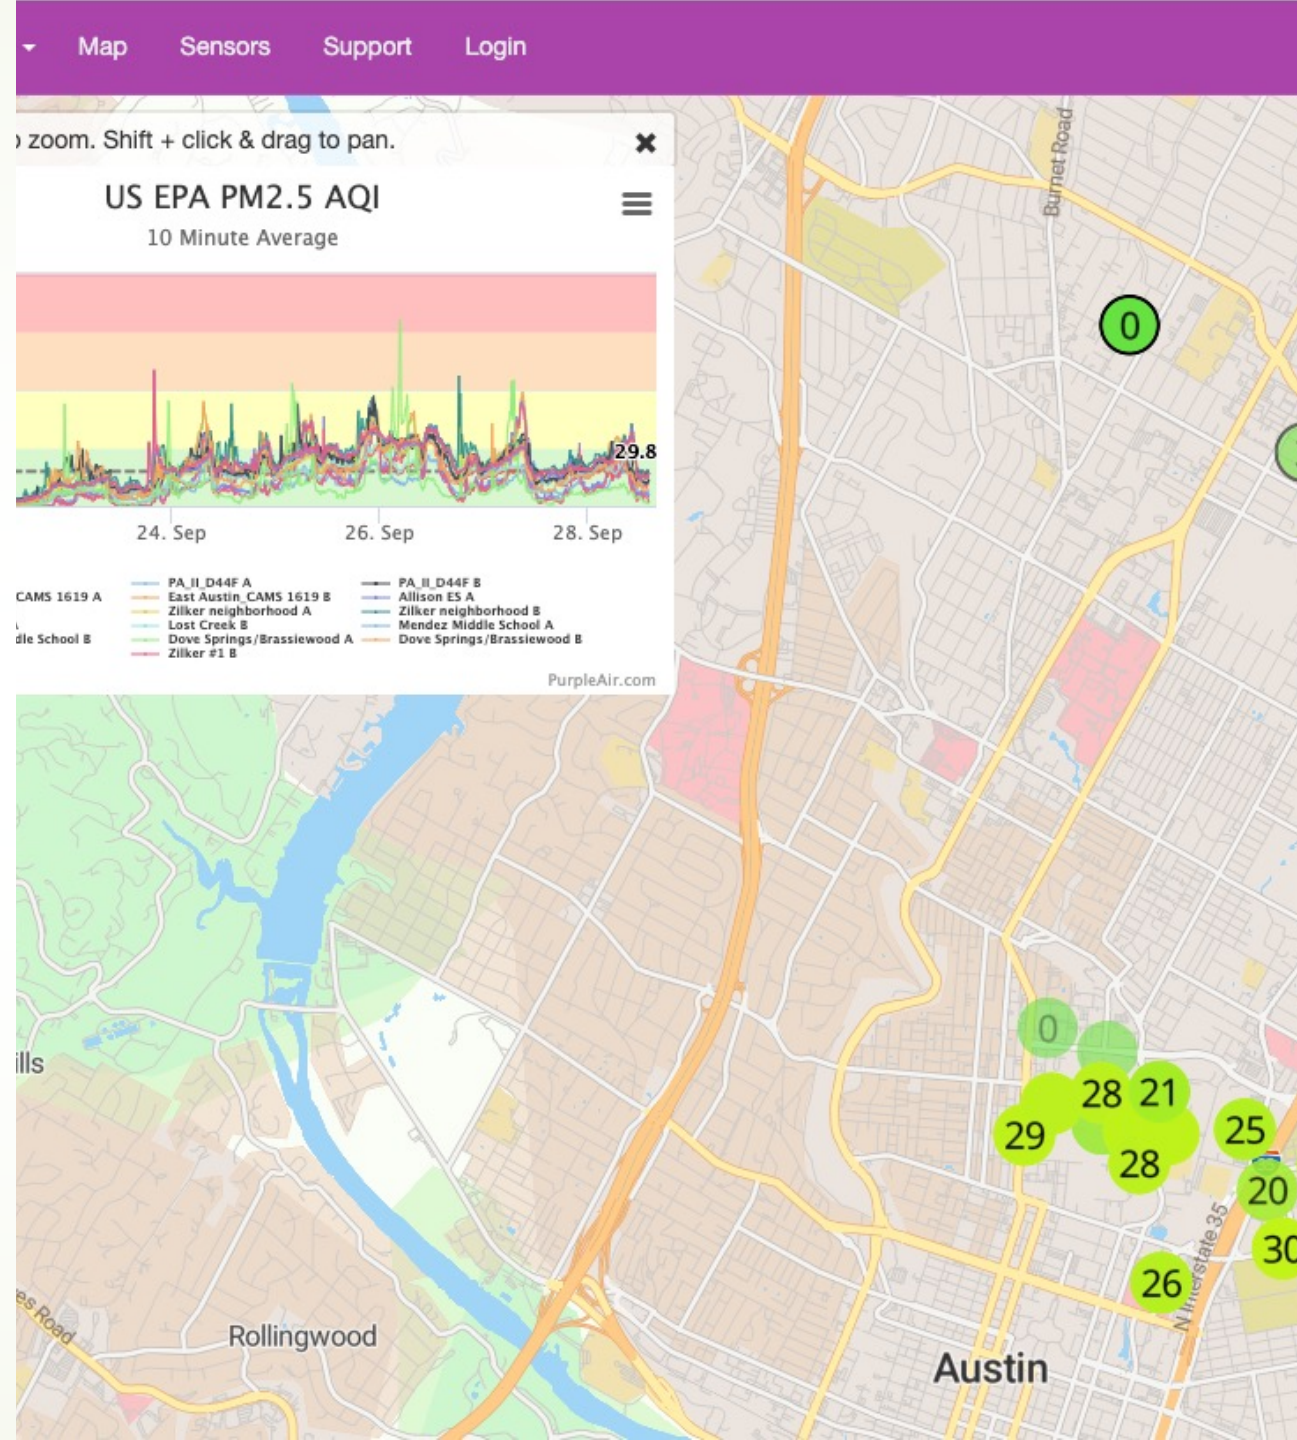 Map Sensors Support Login
zoom. Shift + click & drag to pan.
US EPA PM2.5 AQI
10 Minute Average
29.8
24. Sep 26. Sep 28. Sep
PA_II_D44F A PA_II_D44F B
CAMS 1619 A East Austin_CAMS 1619 B Allison ES A
Zilker neighborhood A Zilker neighborhood B
Lost Creek B Mendez Middle School A
School B Dove Springs/Brassiewood A Dove Springs/Brassiewood B
Zilker #1 B
PurpleAir.com
Burnet Road
0
0
28 21
29 25
28
20
30
26
N Interstate 35
Road
Rollingwood
Austin